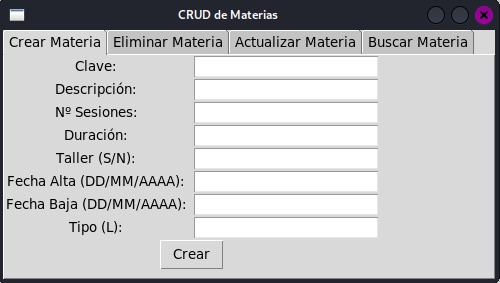 CRUD de Materias
Crear Materia Eliminar Materia Actualizar Materia Buscar Materia
Clave:
Descripción:
Nº Sesiones:
Duración:
Taller (S/N):
Fecha Alta (DD/MM/AAAA):
Fecha Baja (DD/MM/AAAA):
Tipo (L):
Crear